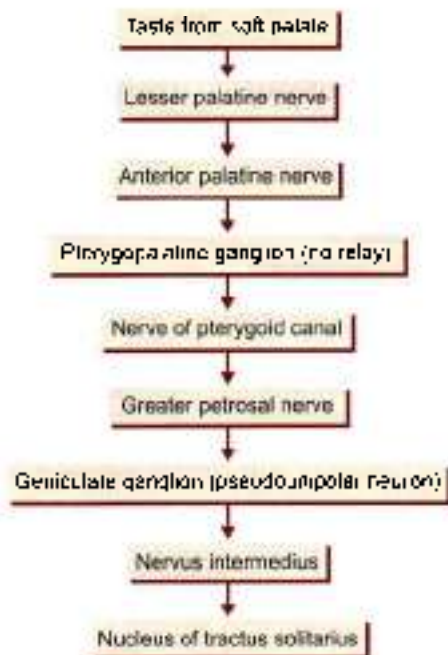 Taste from soft palate
Lesser palatine nerve
Anterior palatine nerve
Pterygopalatine ganglion (no relay)
Nerve of pterygoid canal
Greater petrosal nerve
Geniculate ganglion (pseudounipolar neuron)
Nervus intermedius
Nucleus of tractus solitarius